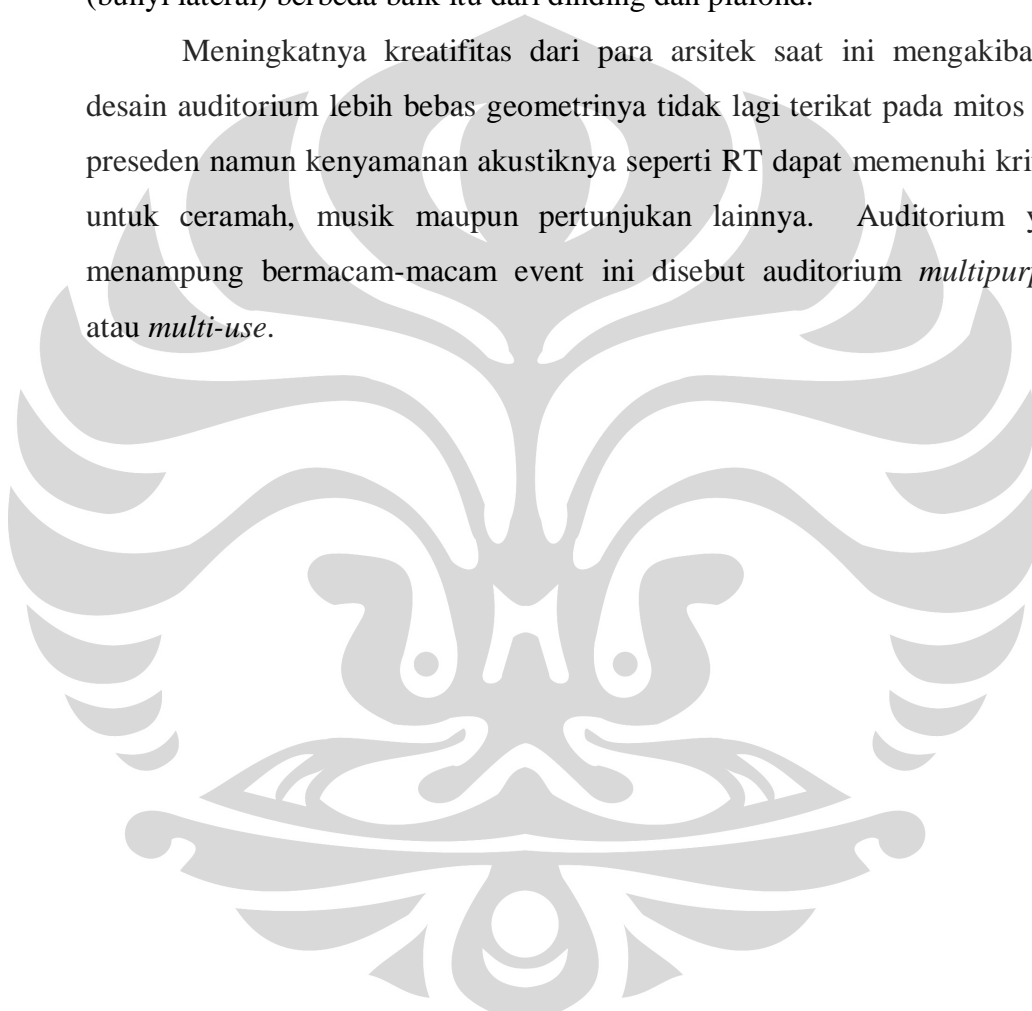 (bunyi lateral) berbeda baik itu dari dinding dan plafond.
Meningkatnya kreatifitas dari para arsitek saat ini mengakiba
desain auditorium lebih bebas geometrinya tidak lagi terikat pada mitos
preseden namun kenyamanan akustiknya seperti RT dapat memenuhi kri
untuk ceramah, musik maupun pertunjukan lainnya. Auditorium y
menampung bermacam-macam event ini disebut auditorium multipurp
atau multi-use.